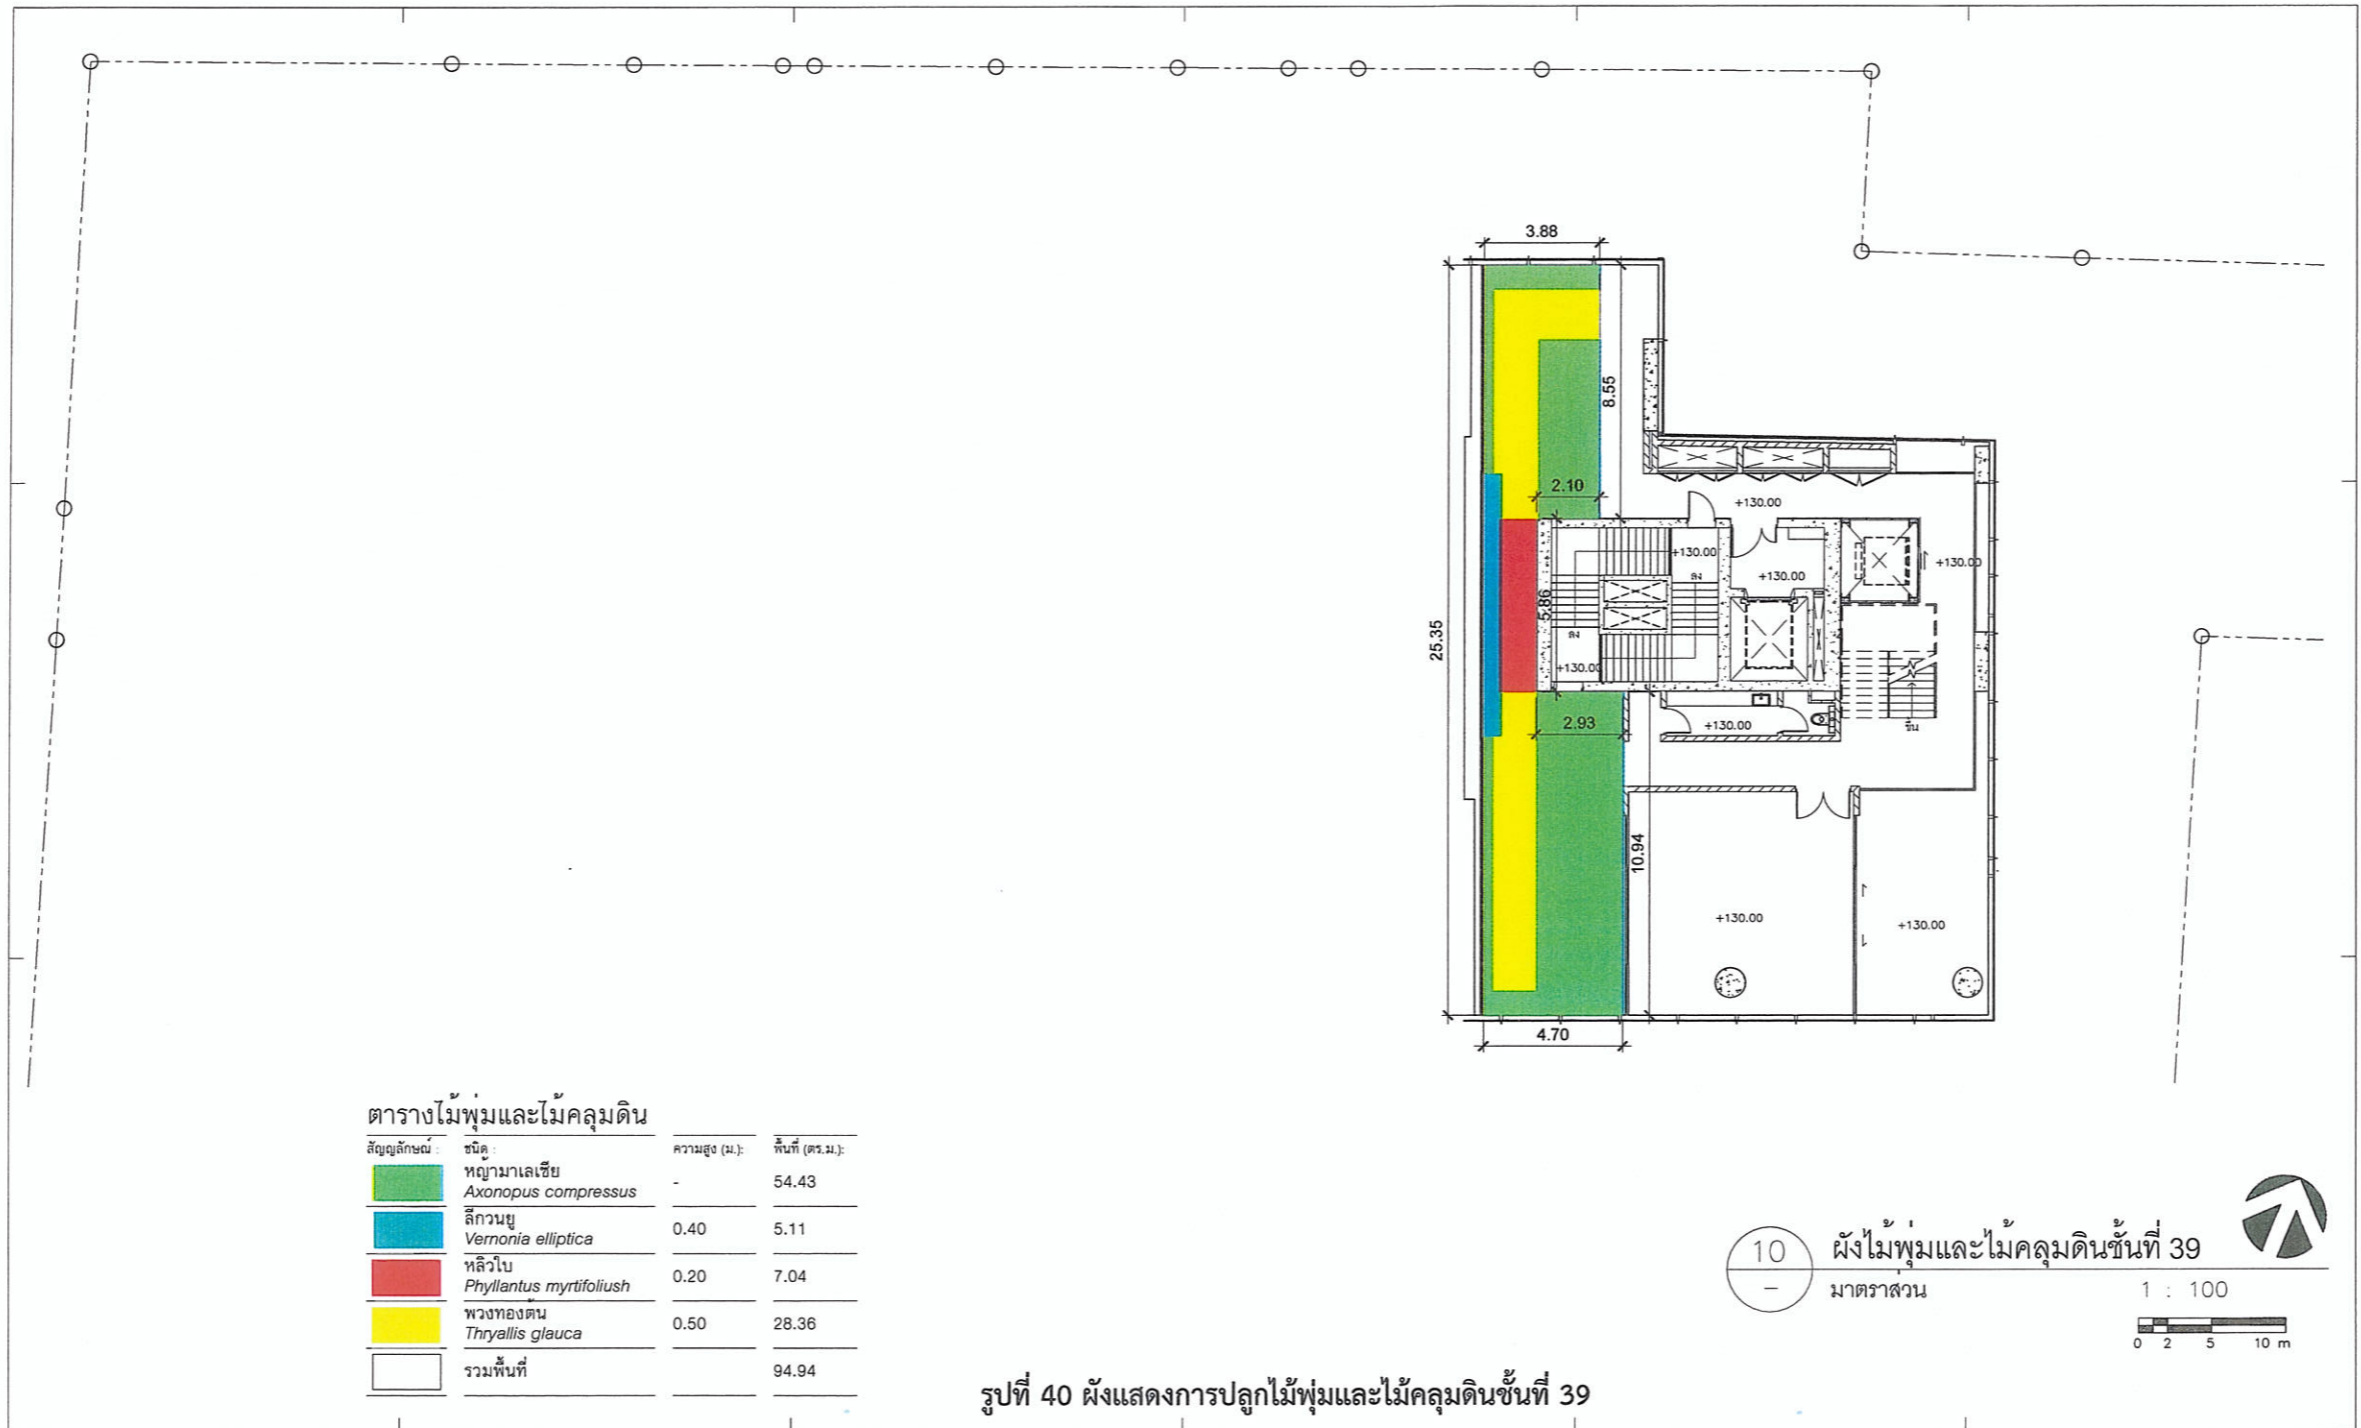 3.88
8.55
2.10
+130.00
+130.00
+130.00
+130.00
ลง
5.86
ลง
25.35
+130.00
2.93
+130.00
ขึ้น
10.94
+130.00
+130.00
4.70
ตารางไม้พุ่มและไม้คลุมดิน
สัญญลักษณ์ : ชนิด : ความสูง (ม.): พื้นที่ (ตร.ม.):
หญ้ามาเลเซีย
Axonopus compressus - 54.43
ลีกวนยู
Vernonia elliptica 0.40 5.11
หลิวใบ
Phyllantus myrtifoliush 0.20 7.04
พวงทองต้น
Thryallis glauca 0.50 28.36
รวมพื้นที่ 94.94
10 ผังไม้พุ่มและไม้คลุมดินชั้นที่ 39
– มาตราส่วน 1 : 100
0 2 5 10 m
รูปที่ 40 ผังแสดงการปลูกไม้พุ่มและไม้คลุมดินชั้นที่ 39